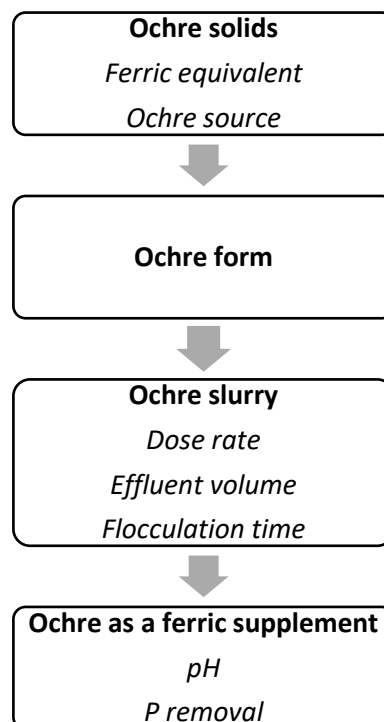 Ochre solids
Ferric equivalent
Ochre source
Ochre form
Ochre slurry
Dose rate
Effluent volume
Flocculation time
Ochre as a ferric supplement
pH
P removal